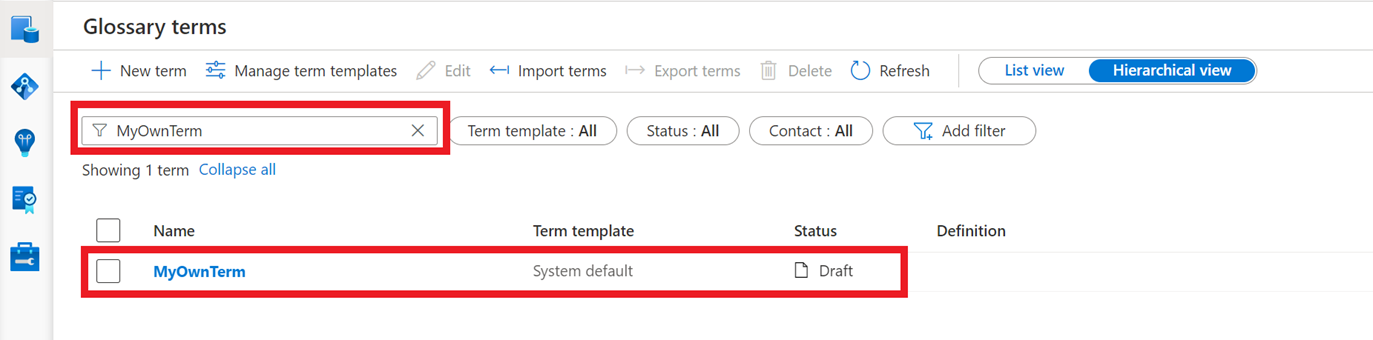 Glossary terms
New term Manage term templates Edit Import terms Export terms Delete Refresh List view Hierarchical view
MyOwnTerm Term template : All Status : All Contact : All Add filter
Showing 1 term Collapse all
Name Term template Status Definition
MyOwnTerm System default Draft